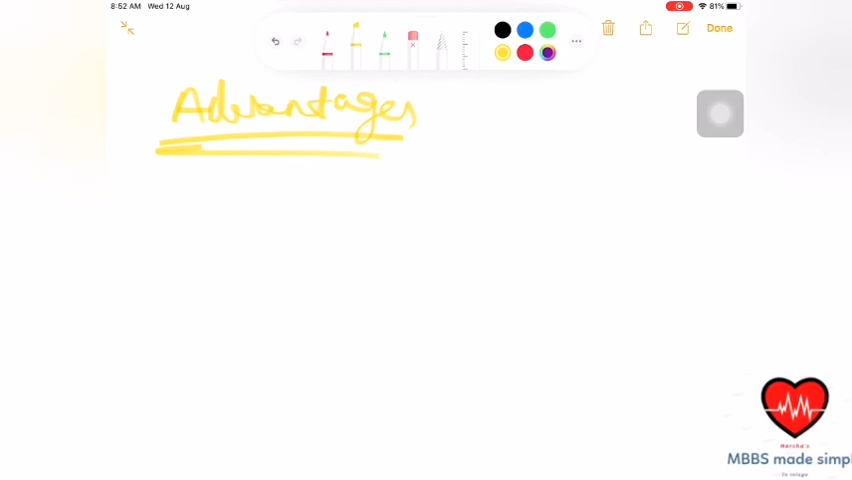 8:52 AM Wed 12 Aug
81%
Done
Advantages
Harsha's
MBBS made simpl